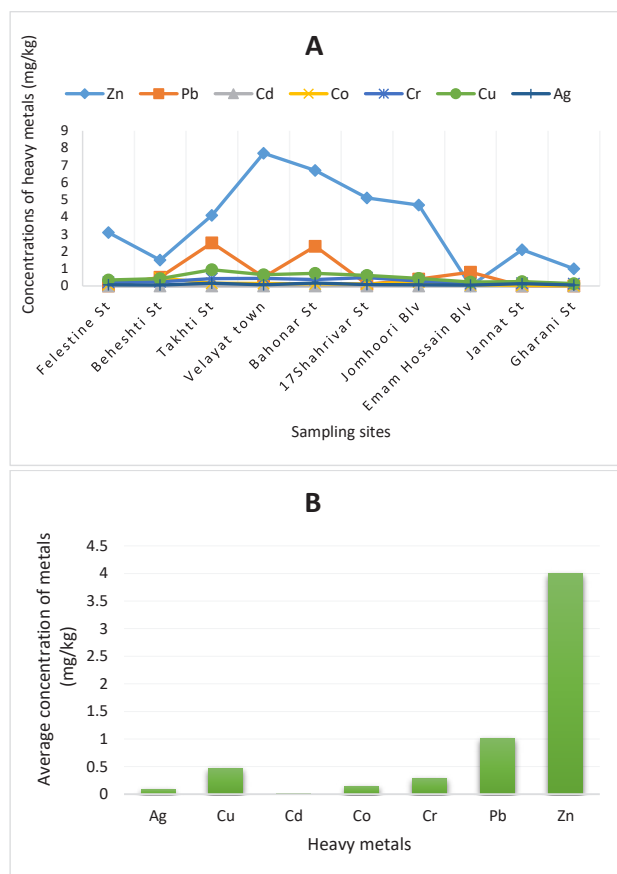 A
Concentrations of heavy metals (mg/kg)
Zn Pb Cd Co Cr Cu Ag
9
8
7
6
5
4
3
2
1
0
Felestine St
Beheshti St
Takhti St
Velayat town
Bahonar St
17Shahrivar St
Jomhoori Blv
Emam Hossain Blv
Jannat St
Gharani St
Sampling sites
B
Average concentration of metals
(mg/kg)
4.5
4
3.5
3
2.5
2
1.5
1
0.5
0
Ag Cu Cd Co Cr Pb Zn
Heavy metals